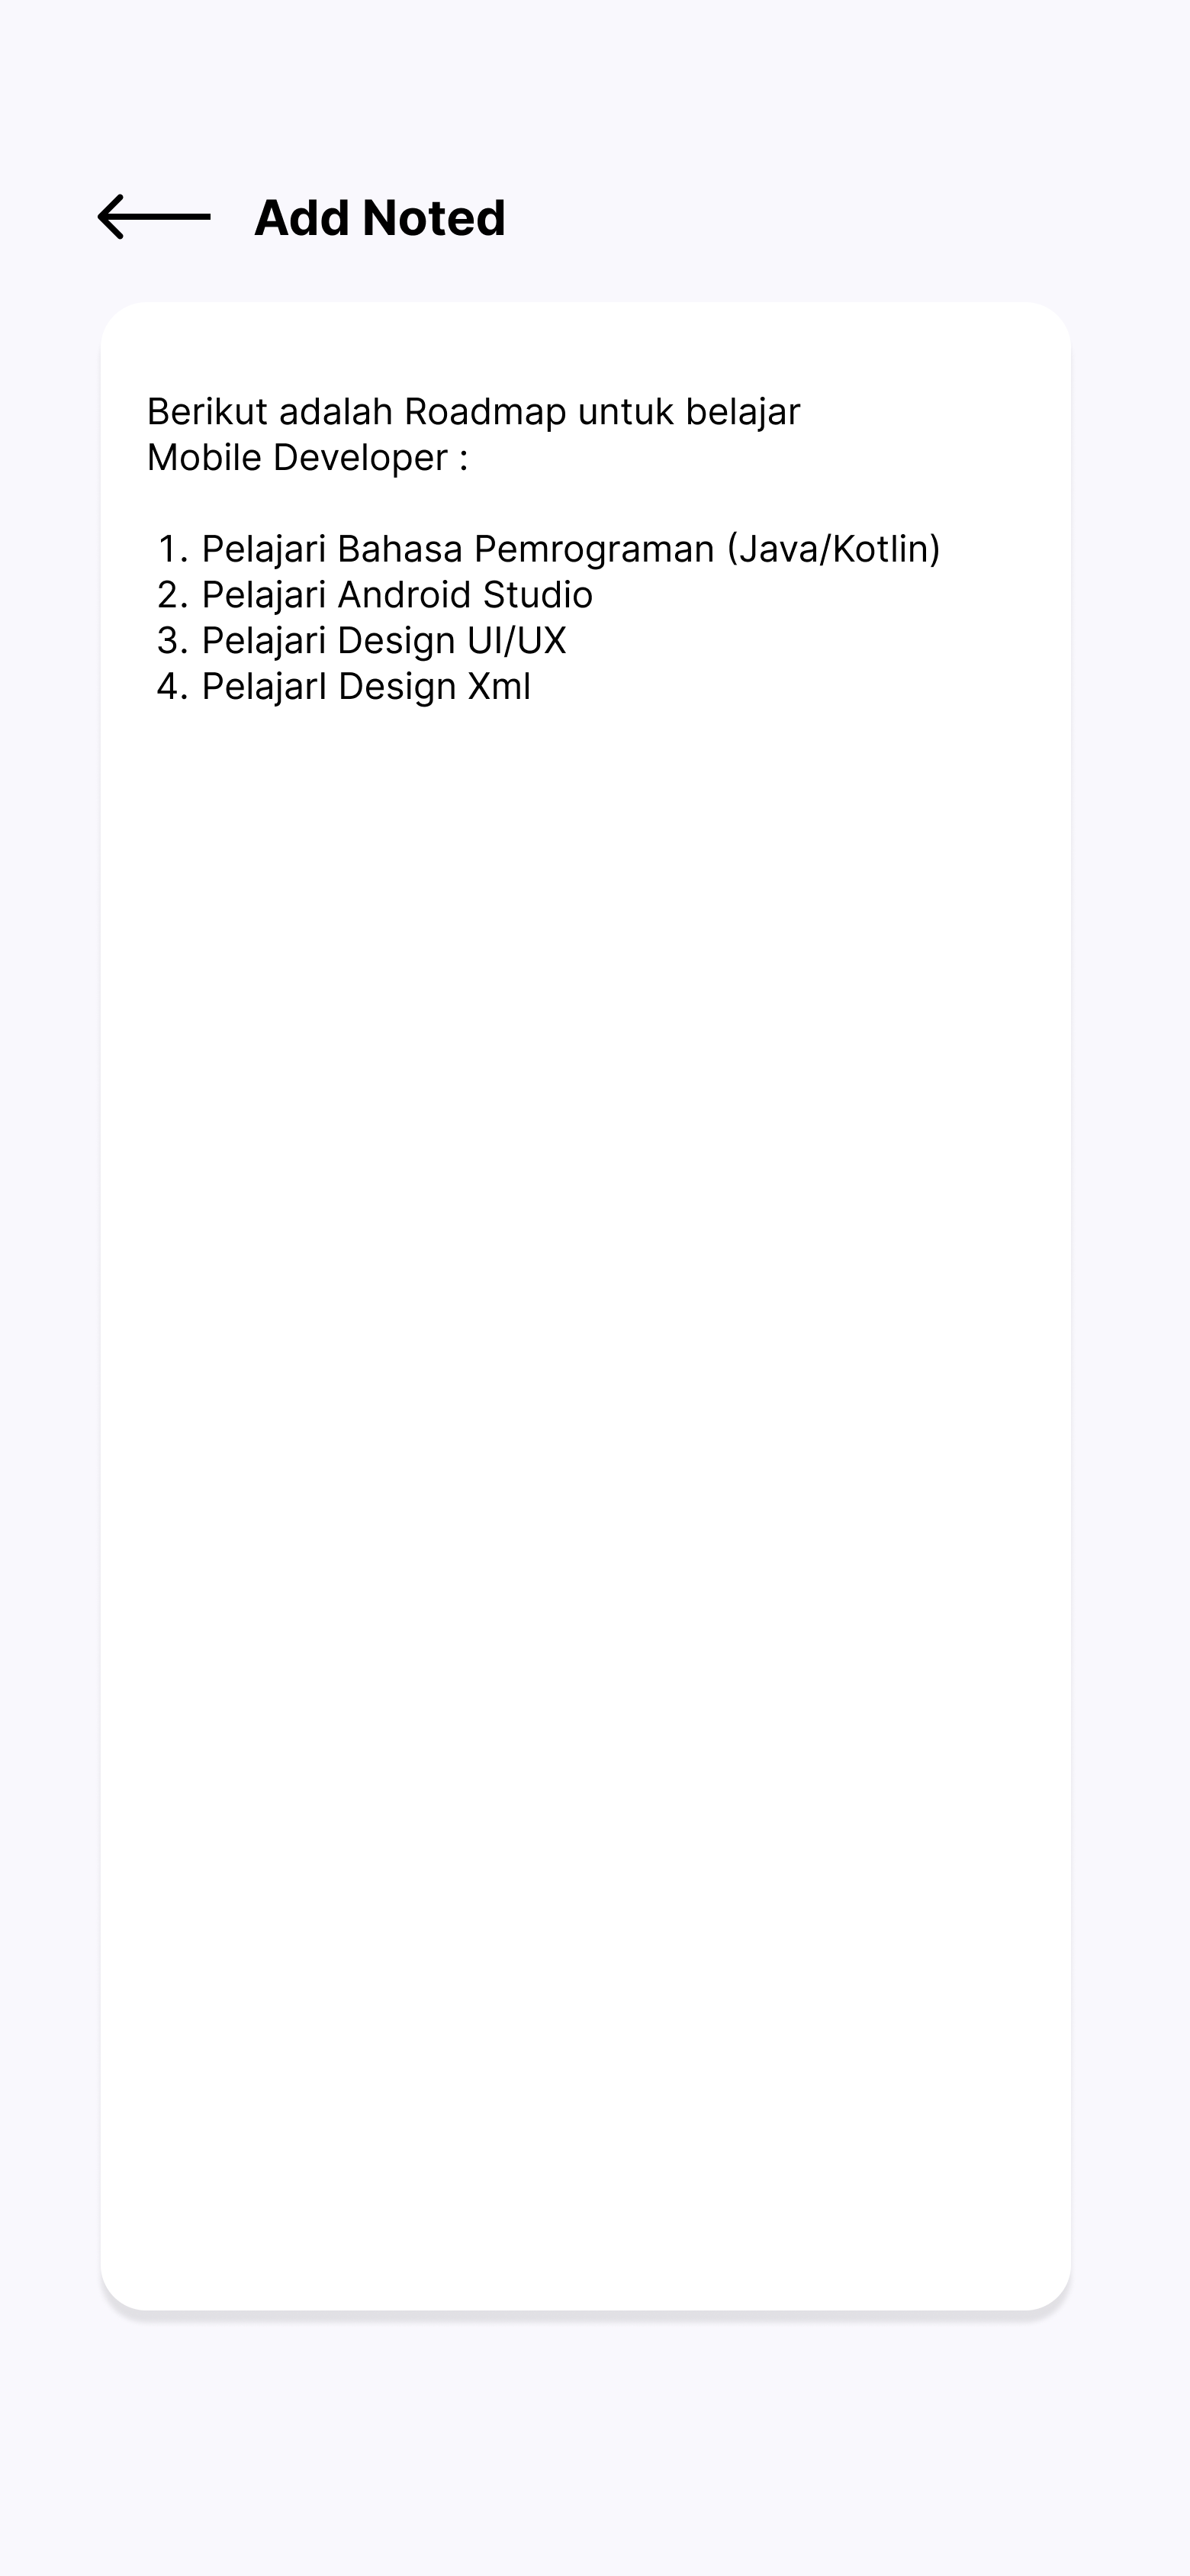 Add Noted
Berikut adalah Roadmap untuk belajar
Mobile Developer :
1. Pelajari Bahasa Pemrograman (Java/Kotlin)
2. Pelajari Android Studio
3. Pelajari Design UI/UX
4. PelajarI Design Xml